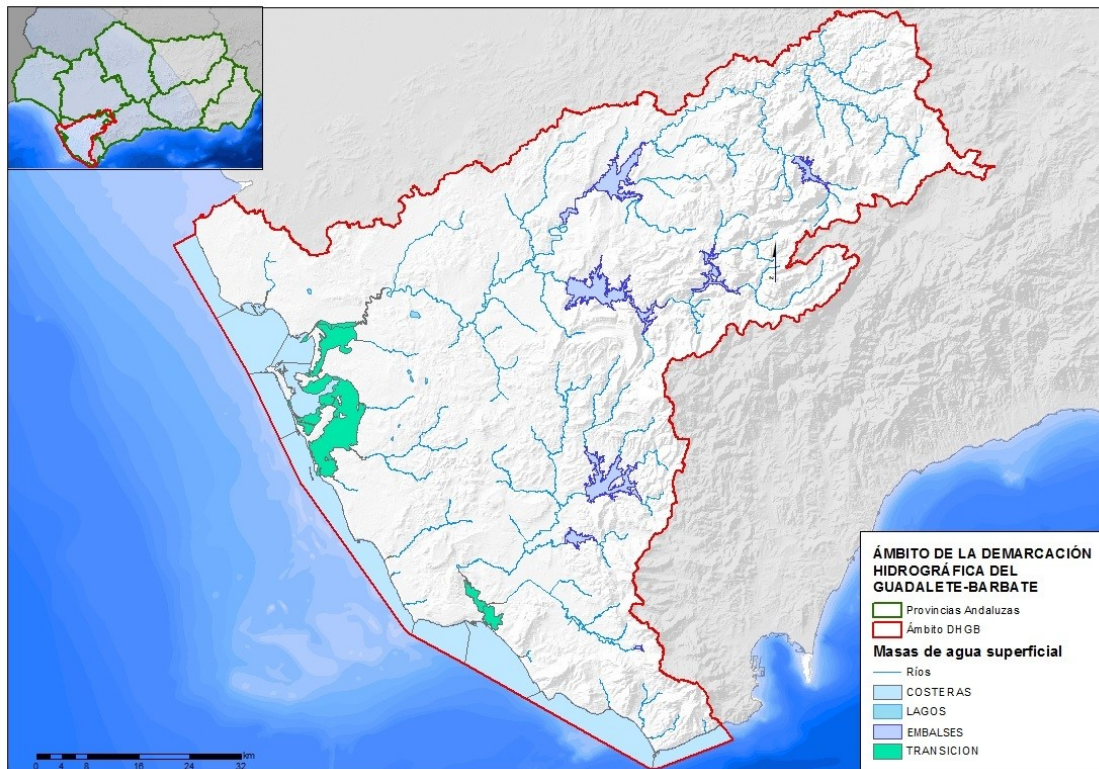 ÁMBITO DE LA DEMARCACIÓN
HIDROGRÁFICA DEL
GUADALETE-BARBATE
Provincias Andaluzas
Ámbito DHGB
Masas de agua superficial
Ríos
COSTERAS
LAGOS
EMBALSES
TRANSICION
km
0 4 8 16 24 32